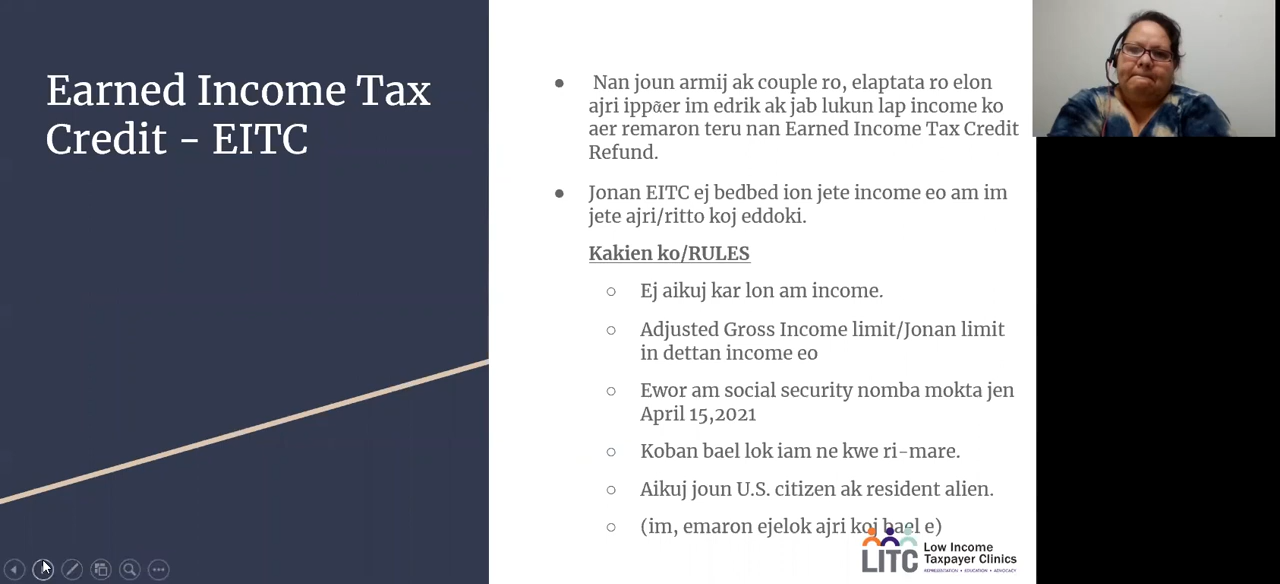 Earned Income Tax
Credit - EITC
Nan joun armij ak couple ro, elaptata ro elon
ajri ippãer im edrik ak jab lukun lap income ko
aer remaron teru nan Earned Income Tax Credit
Refund.
Jonan EITC ej bedbed ion jete income eo am im
jete ajri/ritto koj eddoki.
Kakien ko/RULES
Ej aikuj kar lon am income.
Adjusted Gross Income limit/Jonan limit
in dettan income eo
Ewor am social security nomba mokta jen
April 15,2021
Koban bael lok iam ne kwe ri-mare.
Aikuj joun U.S. citizen ak resident alien.
(im, emaron ejelok ajri koj bael e)
LITC Low Income
Taxpayer Clinics
REPRESENTATION • EDUCATION • ADVOCACY